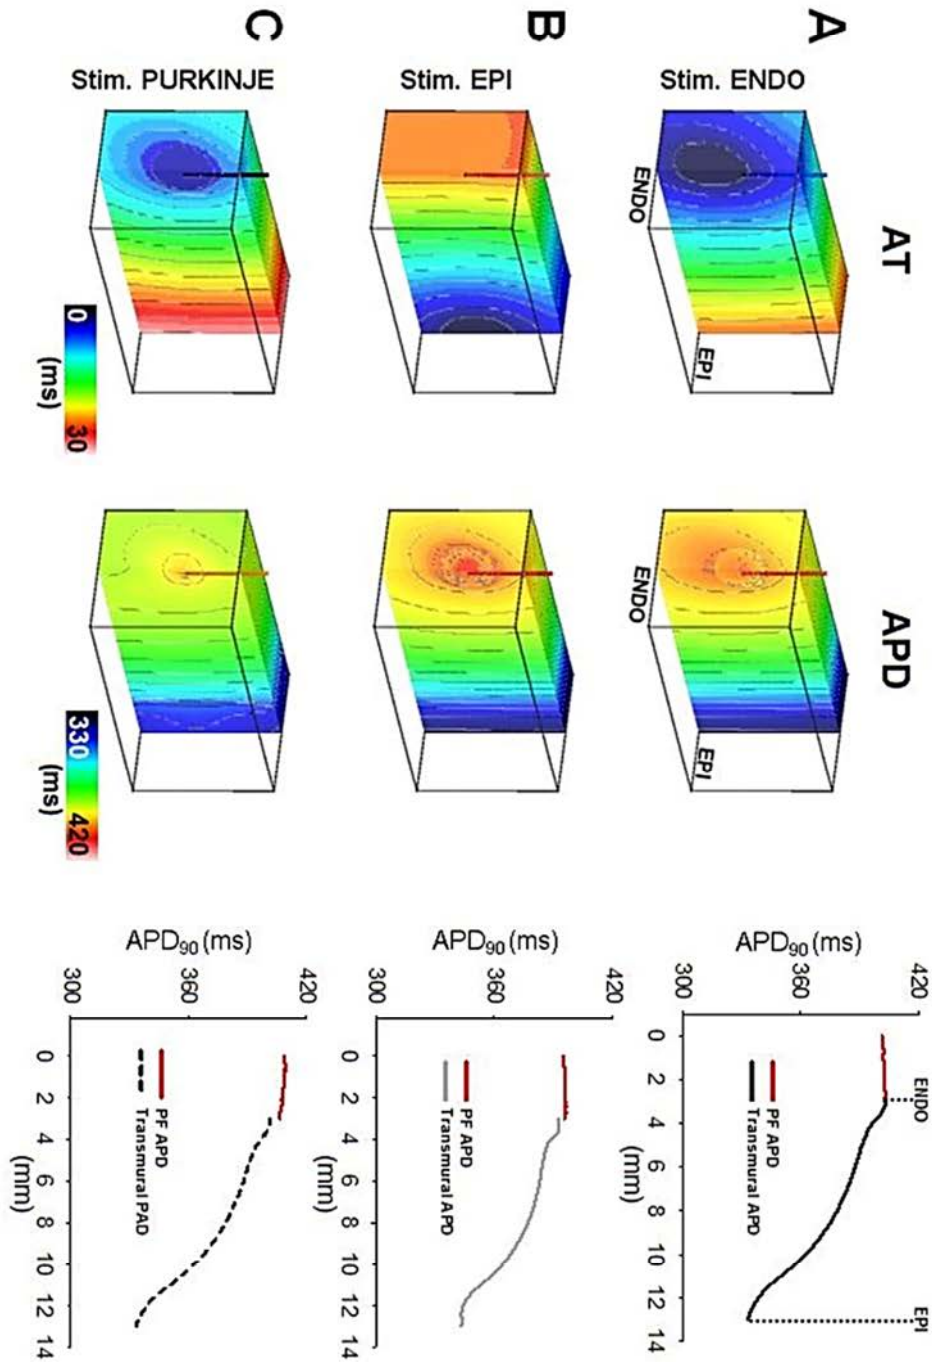 AT
APD
A
Stim. ENDO
ENDO
EPI
ENDO
EPI
APD90 (ms)
420
360
300
ENDO
EPI
PF APD
Transmural APD
0 2 4 6 8 10 12 14
(mm)
B
Stim. EPI
APD90 (ms)
420
360
300
PF APD
Transmural APD
0 2 4 6 8 10 12 14
(mm)
C
Stim. PURKINJE
0 30
(ms)
330 420
(ms)
APD90 (ms)
420
360
300
PF APD
Transmural PAD
0 2 4 6 8 10 12 14
(mm)